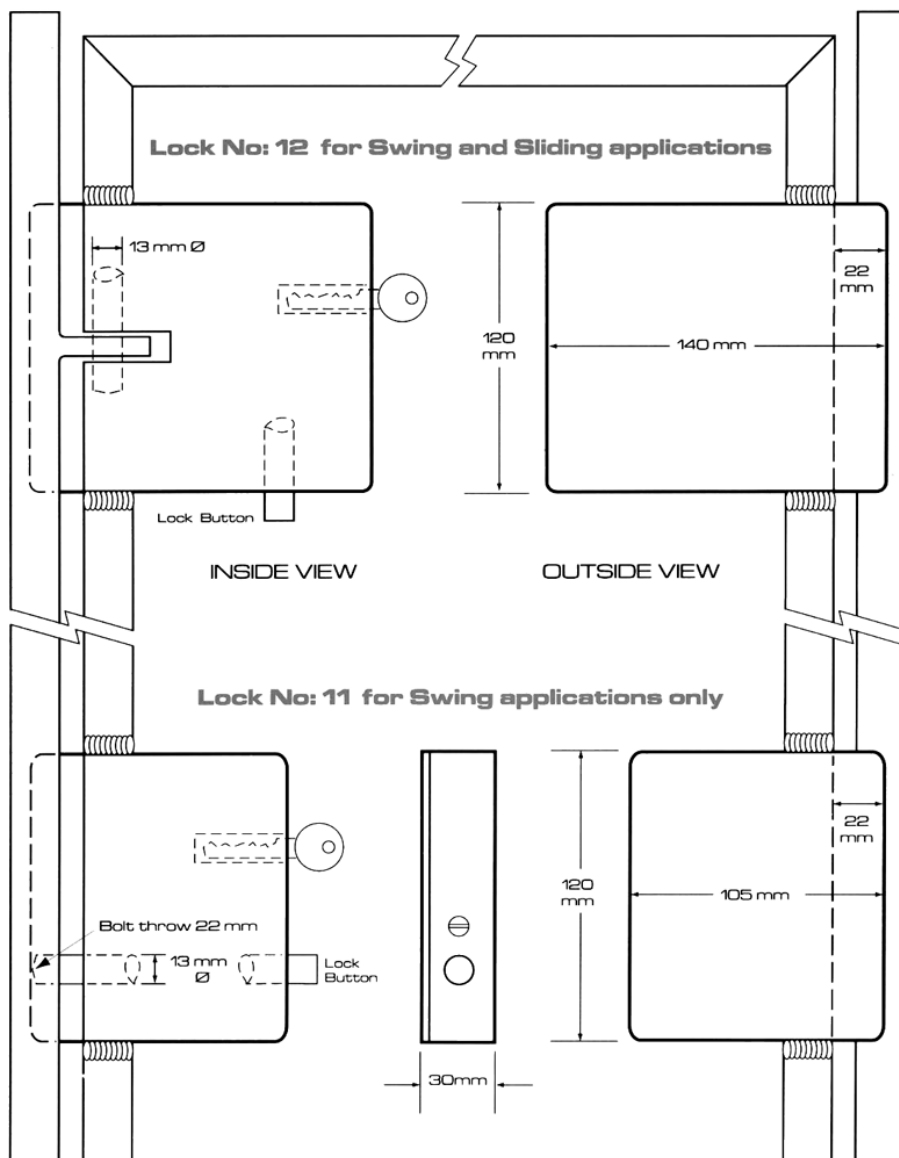 Lock No: 12 for Swing and Sliding applications
13 mm Ø
22
mm
120
mm
140 mm
Lock Button
INSIDE VIEW
OUTSIDE VIEW
Lock No: 11 for Swing applications only
22
mm
120
mm
105 mm
Bolt throw 22 mm
13 mm
Ø
Lock
Button
30mm